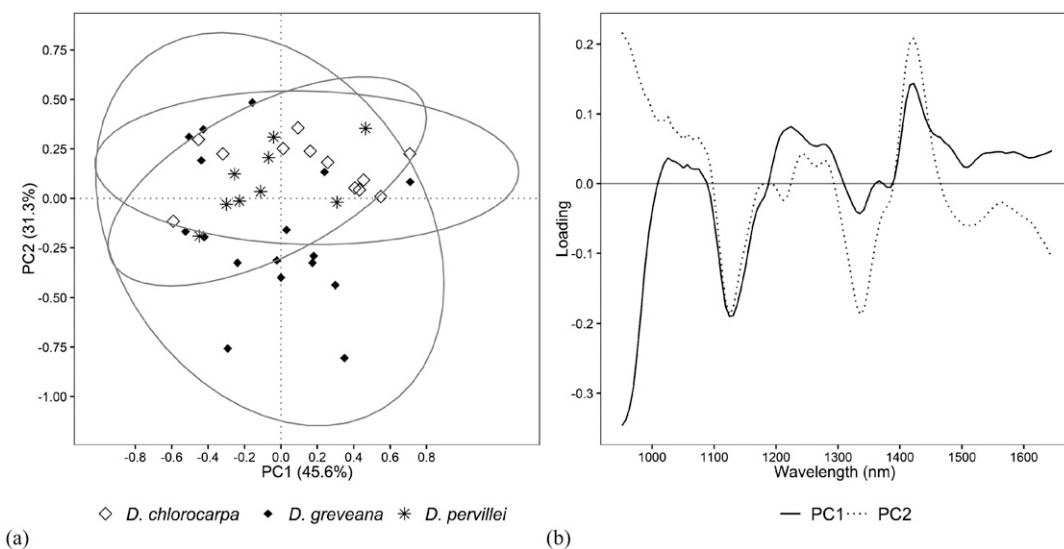 0.75
0.50
0.25
0.00
-0.25
-0.50
-0.75
-1.00
PC2 (31.3%)
-0.8 -0.6 -0.4 -0.2 0.0 0.2 0.4 0.6 0.8
PC1 (45.6%)
D. chlorocarpa D. greveana D. pervillei
(a)
0.2
0.1
0.0
-0.1
-0.2
-0.3
Loading
1000 1100 1200 1300 1400 1500 1600
Wavelength (nm)
PC1 PC2
(b)